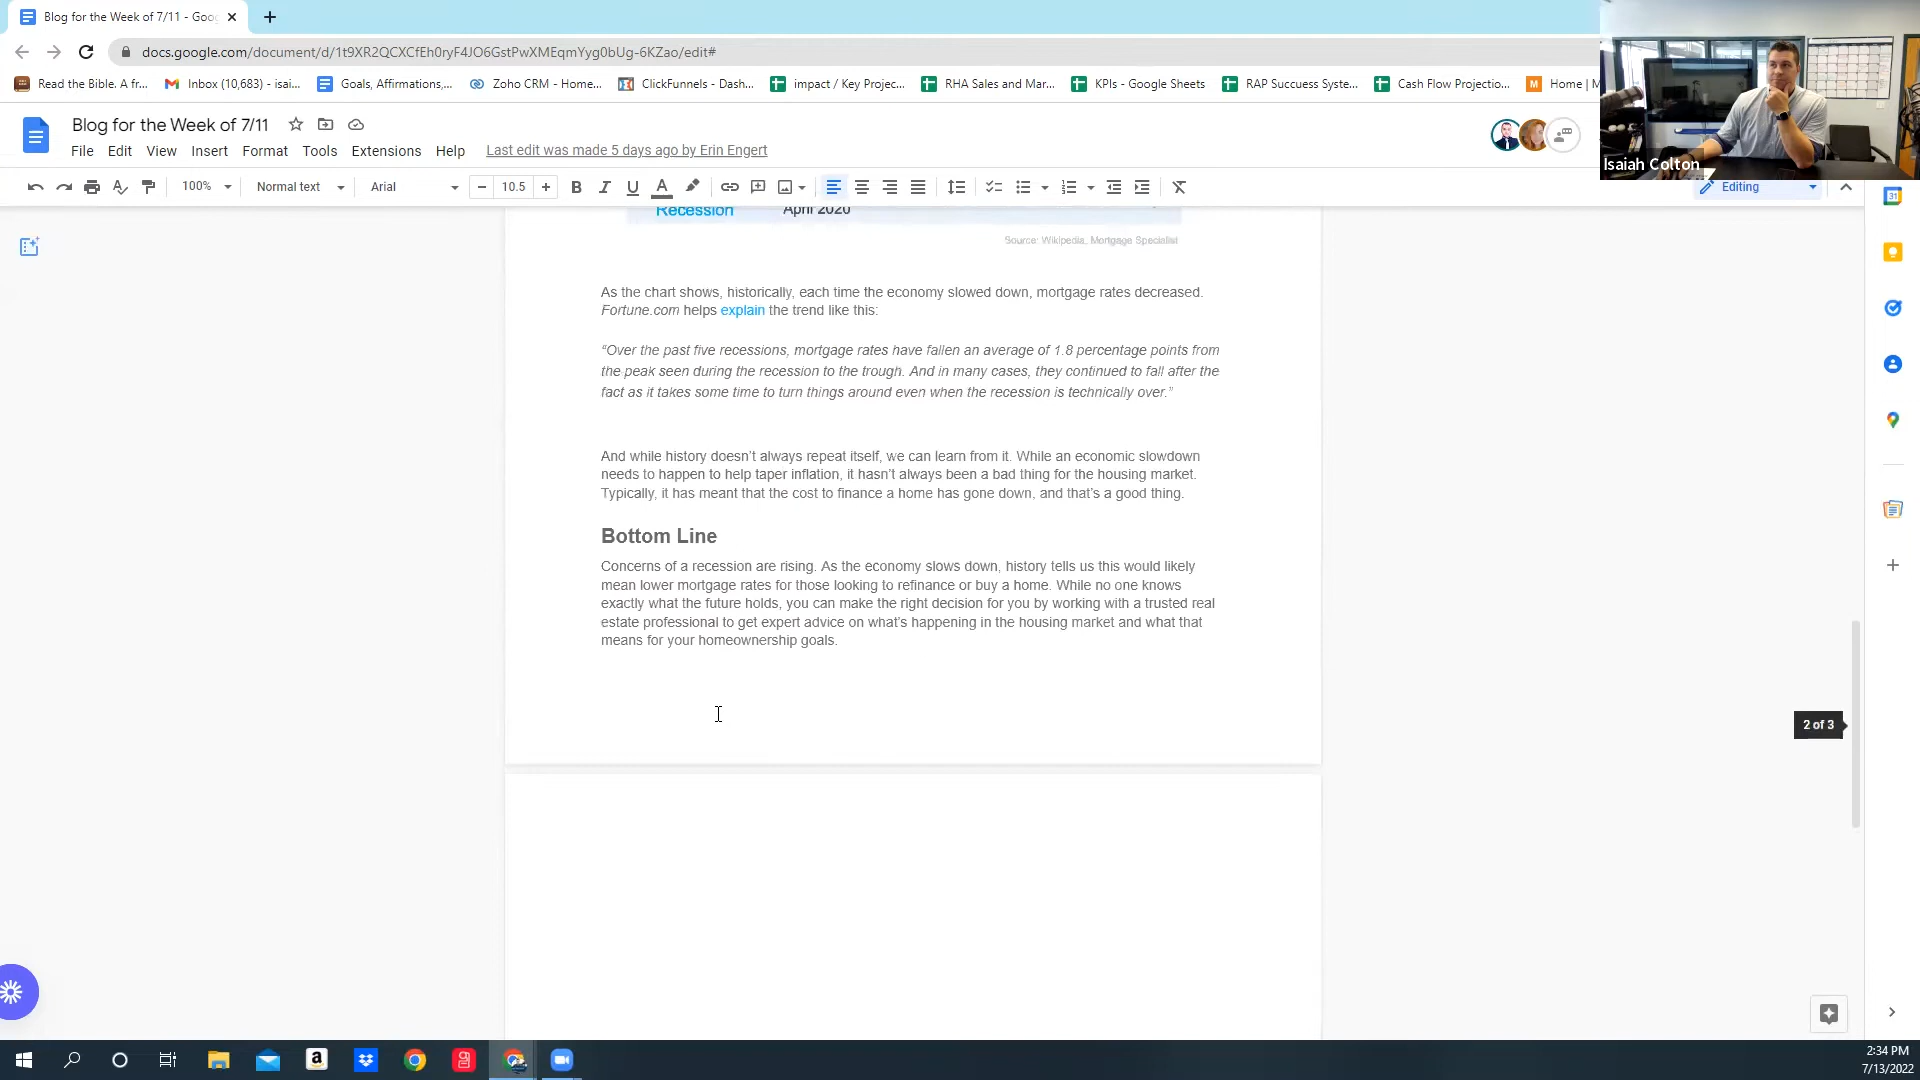 Blog for the Week of 7/11 - Goo
docs.google.com/document/d/1t9XR2QCXCfEh0ryF4JO6GstPwXMEqmYyg0bUg-6KZao/edit#
Read the Bible. A fr... Inbox (10,683) - isai... Goals, Affirmations,... Zoho CRM - Home... ClickFunnels - Dash... impact / Key Projec... RHA Sales and Mar... KPIs - Google Sheets RAP Succuess Syste... Cash Flow Projectio... Home | M
Blog for the Week of 7/11
File Edit View Insert Format Tools Extensions Help Last edit was made 5 days ago by Erin Engert
Isaiah Colton
100% Normal text Arial 10.5 Editing
Recession April 2020
Source: Wikipedia, Mortgage Specialist
As the chart shows, historically, each time the economy slowed down, mortgage rates decreased.
Fortune.com helps explain the trend like this:
“Over the past five recessions, mortgage rates have fallen an average of 1.8 percentage points from
the peak seen during the recession to the trough. And in many cases, they continued to fall after the
fact as it takes some time to turn things around even when the recession is technically over.”
And while history doesn’t always repeat itself, we can learn from it. While an economic slowdown
needs to happen to help taper inflation, it hasn’t always been a bad thing for the housing market.
Typically, it has meant that the cost to finance a home has gone down, and that’s a good thing.
Bottom Line
Concerns of a recession are rising. As the economy slows down, history tells us this would likely
mean lower mortgage rates for those looking to refinance or buy a home. While no one knows
exactly what the future holds, you can make the right decision for you by working with a trusted real
estate professional to get expert advice on what’s happening in the housing market and what that
means for your homeownership goals.
2 of 3
2:34 PM
7/13/2022